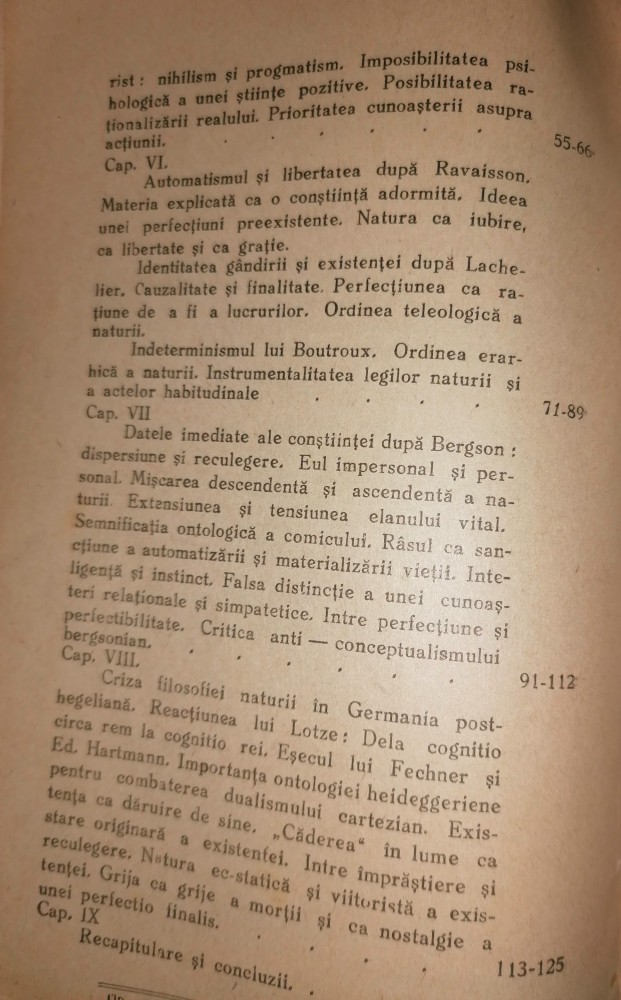 rist : nihilism și progmatism. Imposibilitatea psi-
hologică a unei științe pozitive. Posibilitatea ra-
ționalizării realului. Prioritatea cunoașterii asupra
acțiunii. . . . . . . 55-66
Cap. VI.
Automatismul și libertatea după Ravaisson.
Materia explicată ca o conștiință adormită. Ideea
unei perfecțiuni preexistente. Natura ca iubire,
ca libertate și ca grație.
Identitatea gândirii și existenței după Lache-
lier. Cauzalitate și finalitate. Perfecțiunea ca ra-
țiune de a fi a lucrurilor. Ordinea teleologică a
naturii.
Indeterminismul lui Boutroux. Ordinea erar-
hică a naturii. Instrumentalitatea legilor naturii și
a actelor habitudinale . . . . 71-89
Cap. VII
Datele imediate ale conștiinței după Bergson :
dispersiune și reculegere. Eul impersonal și per-
sonal. Mișcarea descendentă și ascendentă a na-
turii. Extensiunea și tensiunea elanului vital.
Semnificația ontologică a comicului. Râsul ca san-
cțiune a automatizării și materializării vieții. Inte-
ligență și instinct. Falsa distincție a unei cunoaș-
teri relaționale și simpatetice. Intre perfecțiune și
perfectibilitate. Critica anti — conceptualismului
bergsonian. . . . . . . 91-112
Cap. VIII.
Criza filosofiei naturii în Germania post-
hegeliană. Reacțiunea lui Lotze : Dela cognitio
circa rem la cognitio rei. Eșecul lui Fechner și
Ed. Hartmann. Importanța ontologiei heideggeriene
pentru combaterea dualismului cartezian. Exis-
tența ca dăruire de sine. „Căderea“ în lume ca
stare originară a existenței. Intre împrăștiere și
reculegere. Natura ec-statică și viitoristă a exis-
tenței. Grija ca grije a morții și ca nostalgie a
unei perfectio finalis. . . . . 113-125
Cap. IX
Recapitulare și concluzii. .